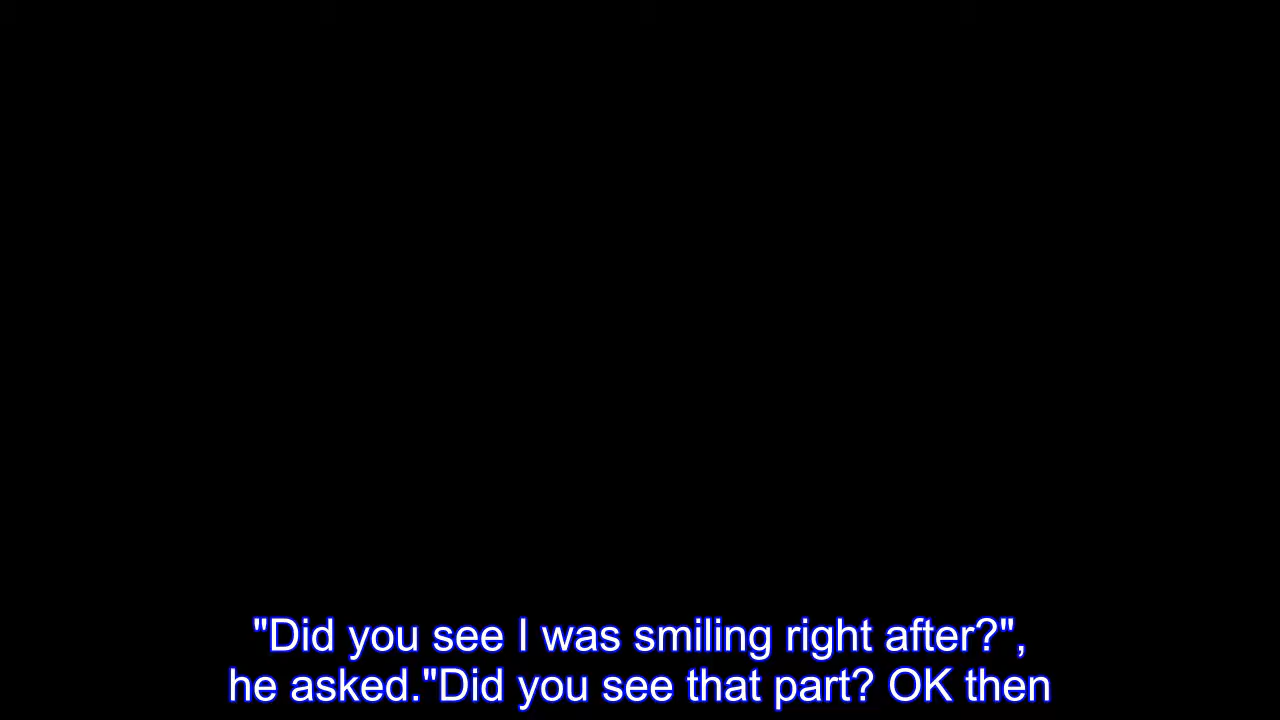 "Did you see I was smiling right after?",
he asked."Did you see that part? OK then